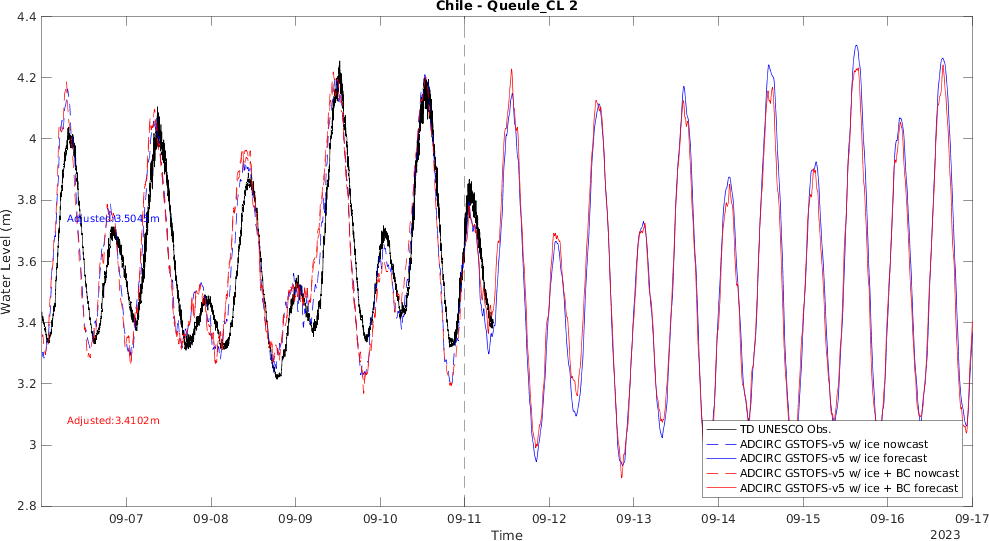 Chile - Queule_CL 2
4.4
4.2
4
3.8
3.6
3.4
3.2
3
2.8
Water Level (m)
Adjusted:3.5045m
Adjusted:3.4102m
TD UNESCO Obs.
ADCIRC GSTOFS-v5 w/ ice nowcast
ADCIRC GSTOFS-v5 w/ ice forecast
ADCIRC GSTOFS-v5 w/ ice + BC nowcast
ADCIRC GSTOFS-v5 w/ ice + BC forecast
09-07 09-08 09-09 09-10 09-11 09-12 09-13 09-14 09-15 09-16 09-17
Time
2023